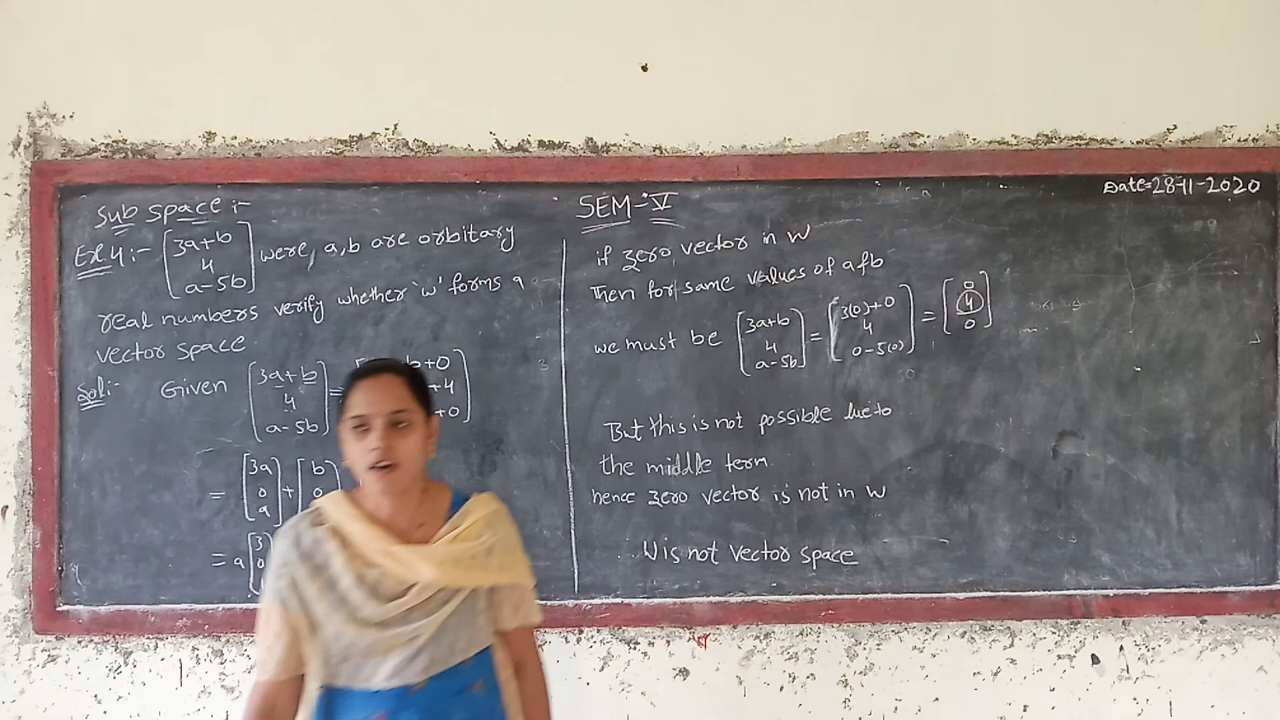 Sub space :-
SEM-V
Date=28-11-2020
Ex 4:- [3a+b
4
a-5b] were, a,b are orbitary
real numbers verify whether 'w' forms a
vector space.
Soln:- Given [3a+b
4
a-5b] = [b+0
+4
+0]
= [3a
0
a] + [b
0
= a [3
0
if zero vector in W
Then for same values of a & b
we must be [3a+b
4
a-5b] = [3(0)+0
4
0-5(0)] = [0
4
0]
But this is not possible due to
the middle term
hence zero vector is not in W
∴ W is not vector space